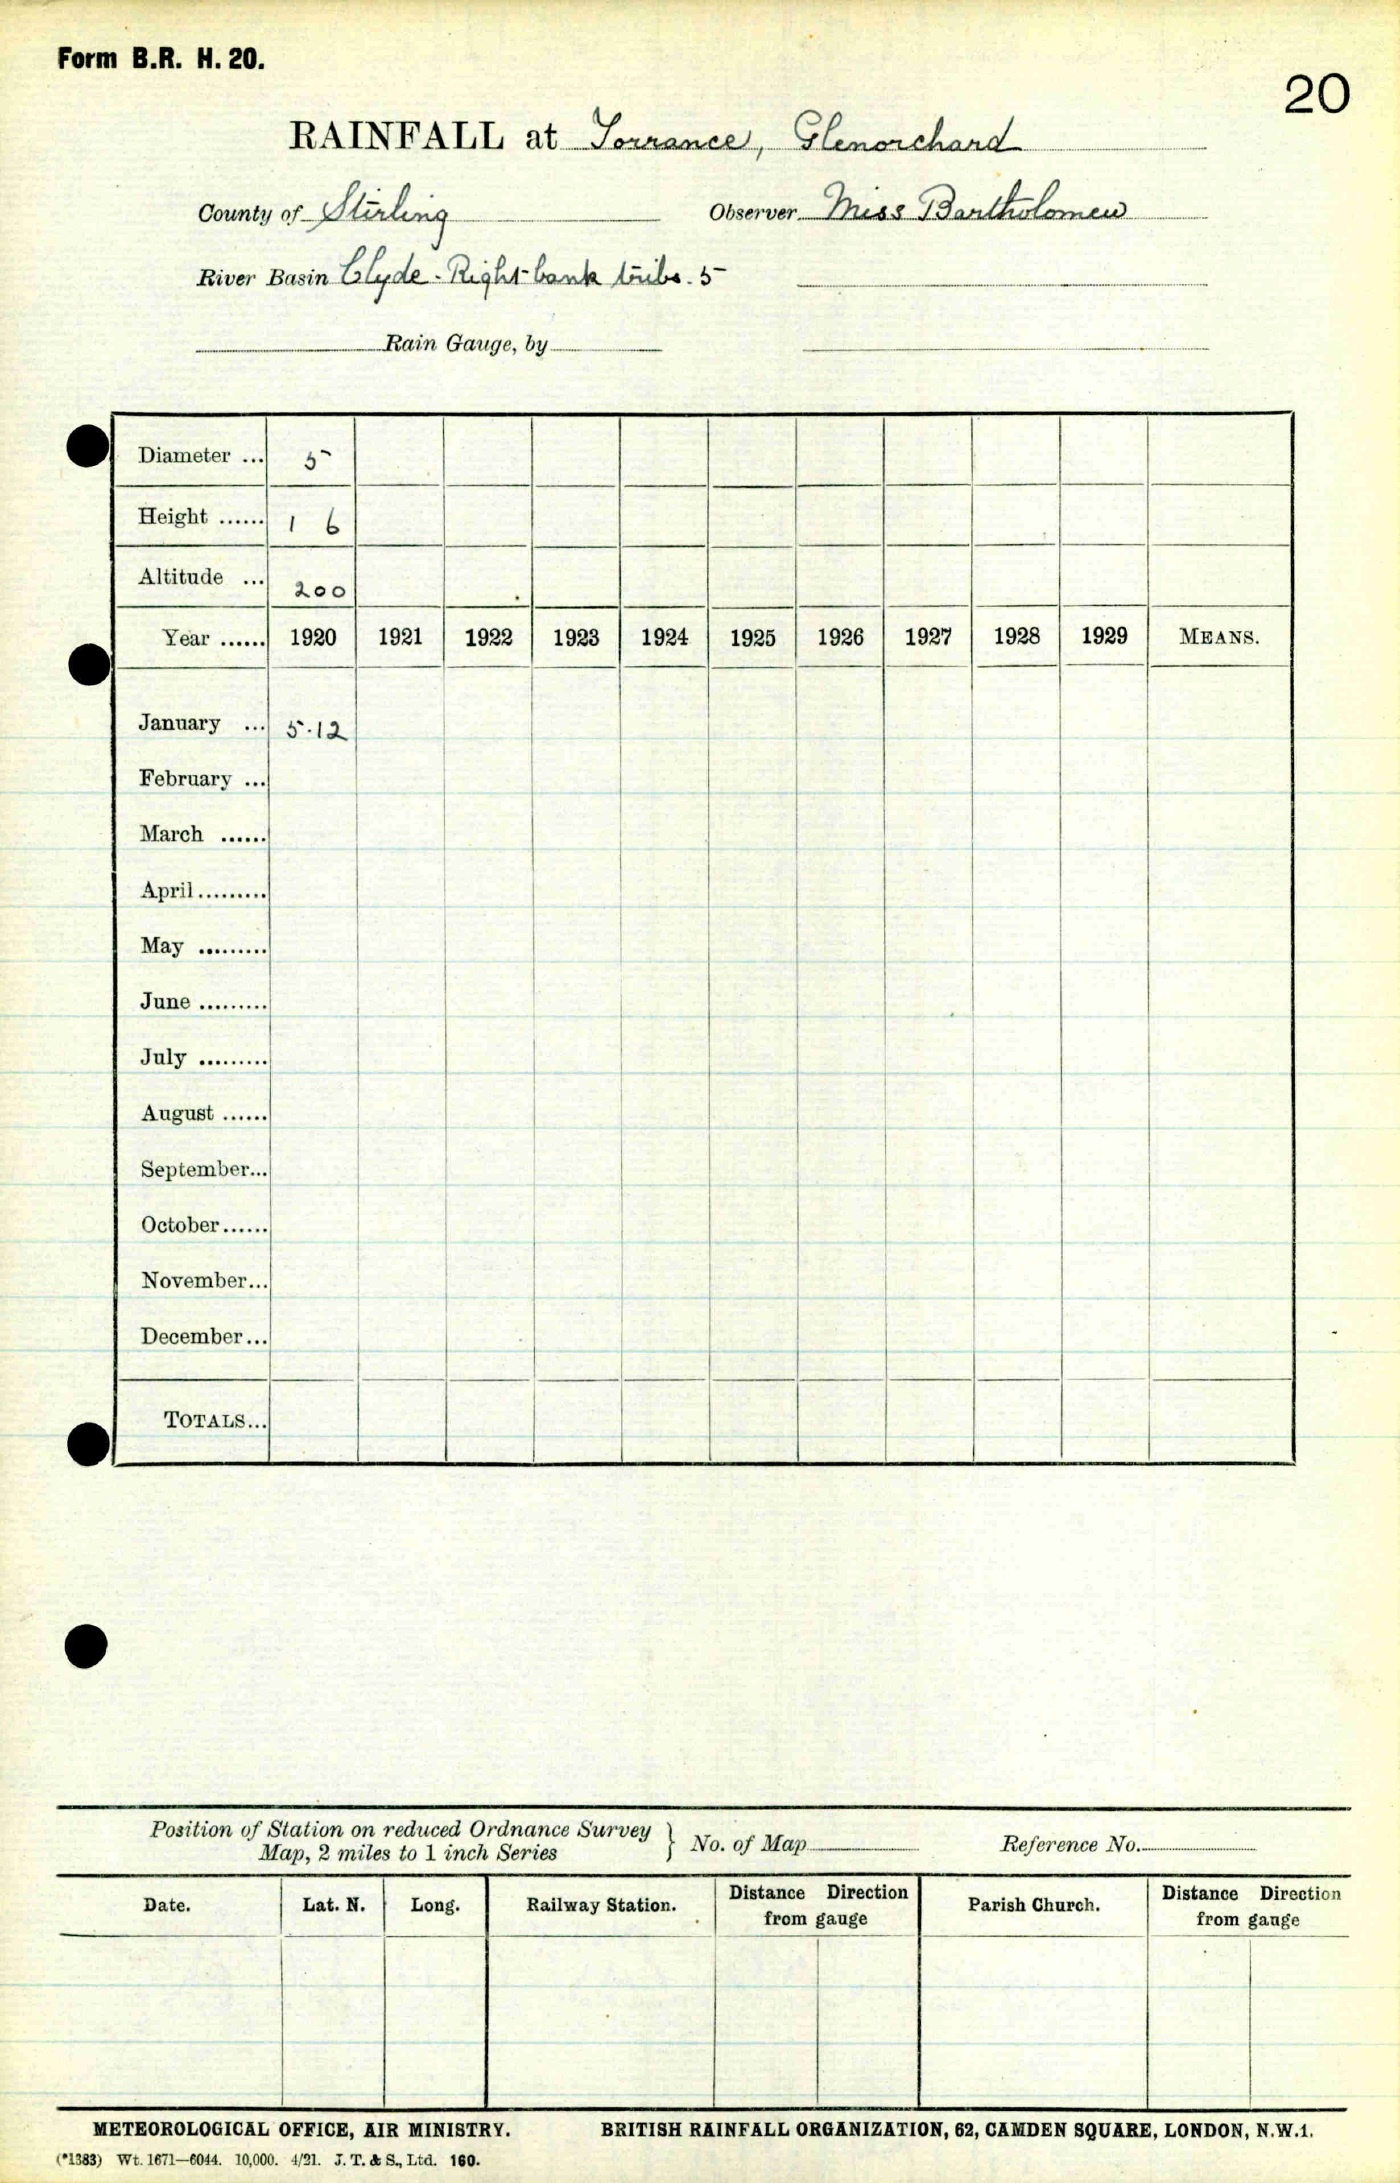 Form B.R. H. 20.
20
RAINFALL at Torrance, Glenorchard
County of Stirling Observer Miss Bartholomew
River Basin Clyde - Right bank tribs. 5
Rain Gauge, by
Diameter ... 5
Height ...... 1 6
Altitude ... 200
Year ...... 1920 1921 1922 1923 1924 1925 1926 1927 1928 1929 MEANS.
January ... 5.12
February ...
March ......
April.........
May .........
June .........
July .........
August ......
September...
October......
November...
December...
TOTALS...
Position of Station on reduced Ordnance Survey } No. of Map Reference No.
Map, 2 miles to 1 inch Series
Date. Lat. N. Long. Railway Station. Distance Direction from gauge Parish Church. Distance Direction from gauge
METEOROLOGICAL OFFICE, AIR MINISTRY. BRITISH RAINFALL ORGANIZATION, 62, CAMDEN SQUARE, LONDON, N.W.1.
(*1383) Wt. 1671—6044. 10,000. 4/21. J. T. & S., Ltd. 160.